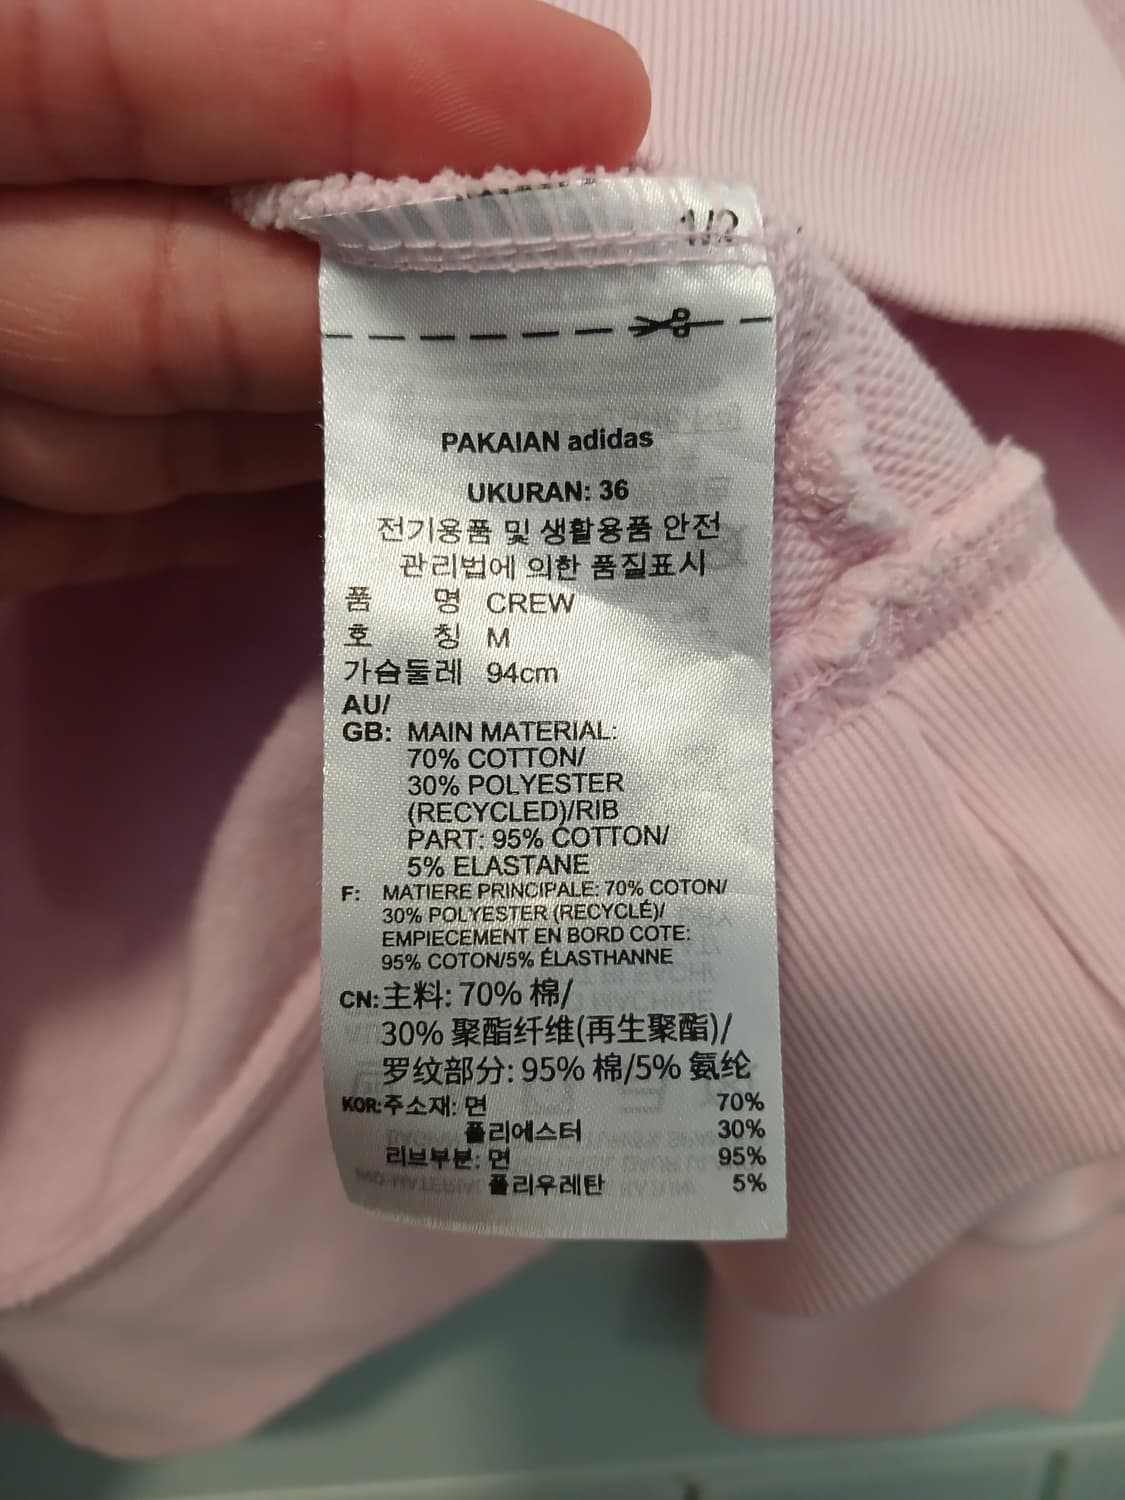 1/2
PAKAIAN adidas
UKURAN: 36
전기용품 및 생활용품 안전
관리법에 의한 품질표시
품 명 CREW
호 칭 M
가슴둘레 94cm
AU/
GB: MAIN MATERIAL:
70% COTTON/
30% POLYESTER
(RECYCLED)/RIB
PART: 95% COTTON/
5% ELASTANE
F: MATIERE PRINCIPALE: 70% COTON/
30% POLYESTER (RECYCLÉ)/
EMPIECEMENT EN BORD COTE:
95% COTON/5% ÉLASTHANNE
CN: 主料: 70% 棉/
30% 聚酯纤维(再生聚酯)/
罗纹部分: 95% 棉/5% 氨纶
KOR: 주소재: 면 70%
폴리에스터 30%
리브부분: 면 95%
폴리우레탄 5%